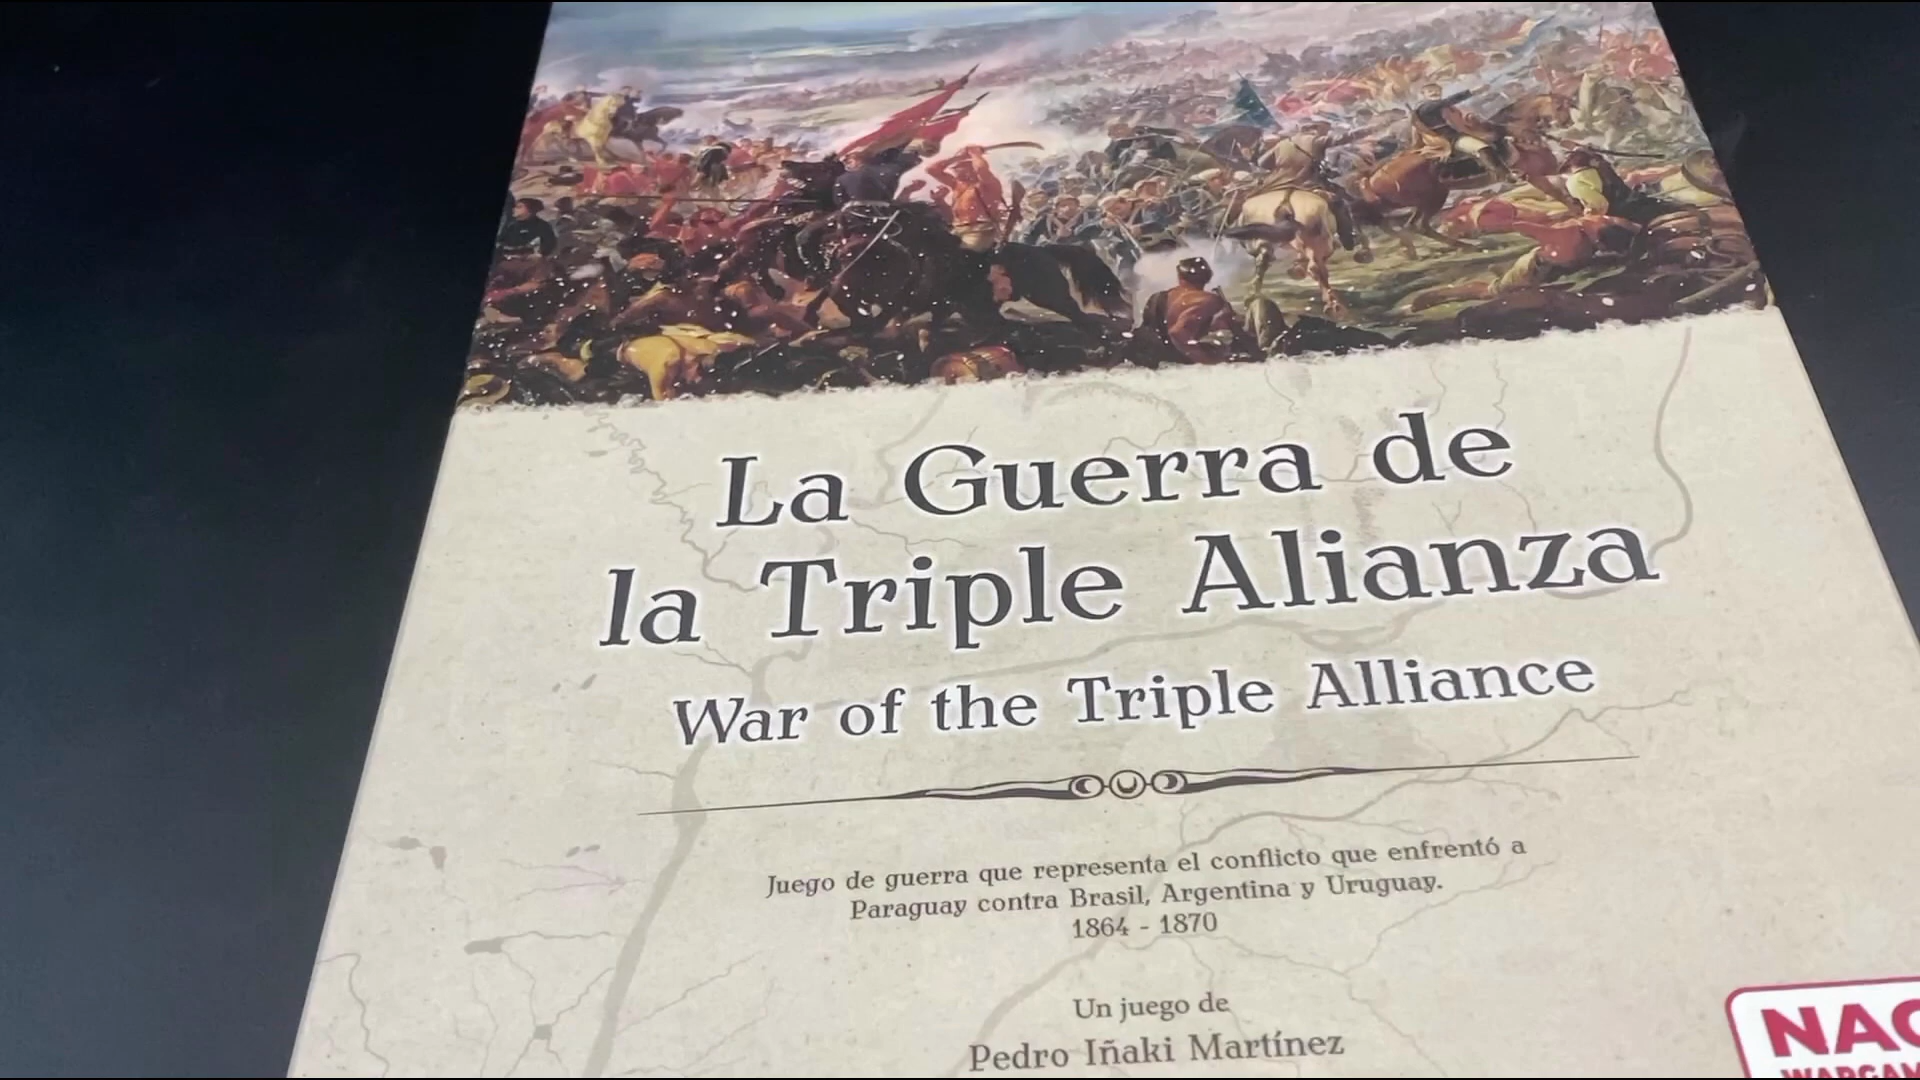 La Guerra de
la Triple Alianza
War of the Triple Alliance
Juego de guerra que representa el conflicto que enfrentó a
Paraguay contra Brasil, Argentina y Uruguay.
1864 - 1870
Un juego de
Pedro Iñaki Martínez
NAC